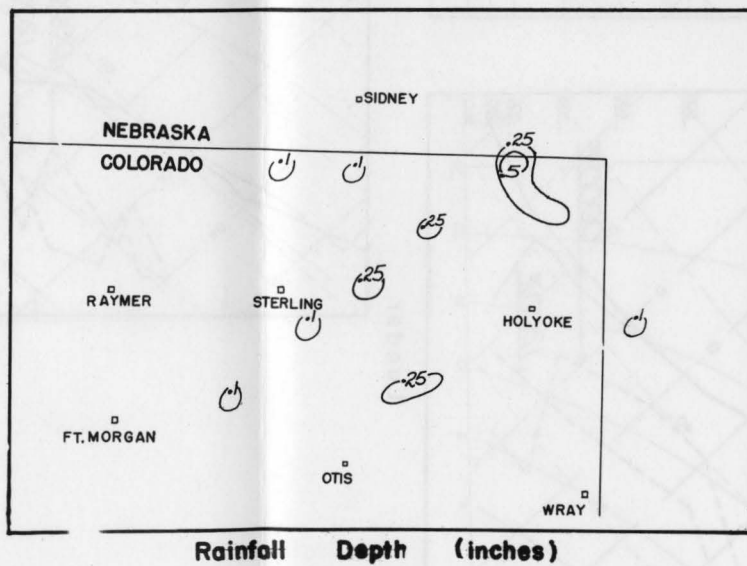 SIDNEY
NEBRASKA
COLORADO
.25
.5
.1
.1
.25
.25
RAYMER
STERLING
.1
HOLYOKE
.1
.1
.25
FT. MORGAN
OTIS
WRAY
Rainfall Depth (inches)